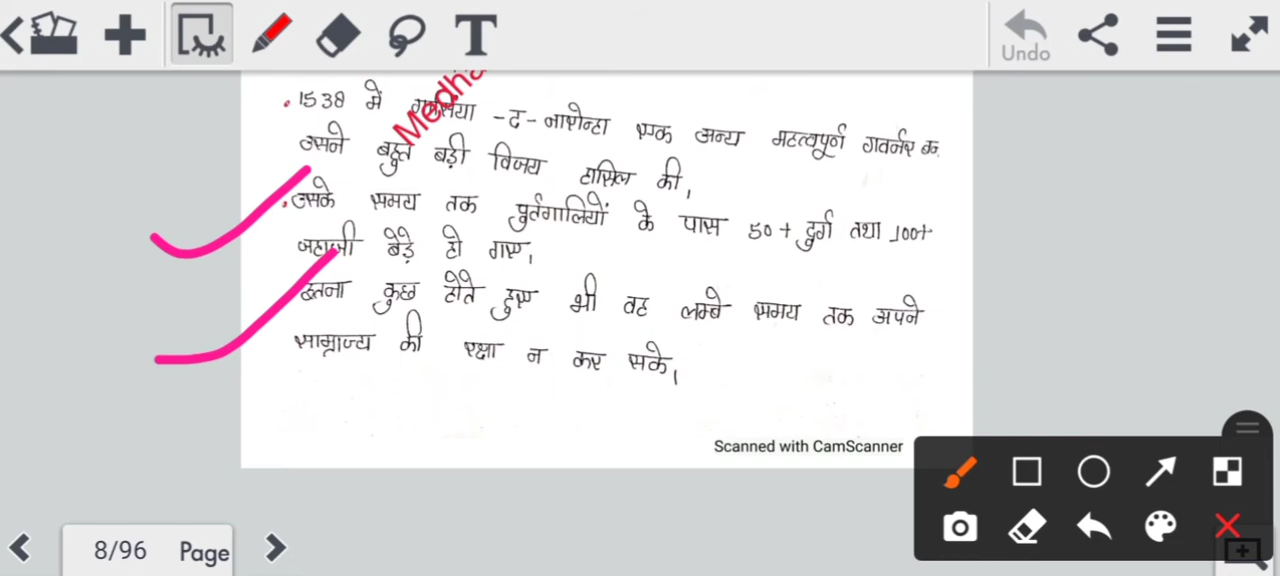 Undo
Medha
. 1538 में गार्सिया -द- नारोन्हा एक अन्य महत्वपूर्ण गवर्नर
उसने बहुत बड़ी विजय हासिल की,
. उसके समय तक पुर्तगालियों के पास 50+ दुर्ग तथा 100+
जहाजी बेड़े हो गए,
इतना कुछ होते हुए भी वह लम्बे समय तक अपने
साम्राज्य की रक्षा न कर सके,
Scanned with CamScanner
8/96 Page